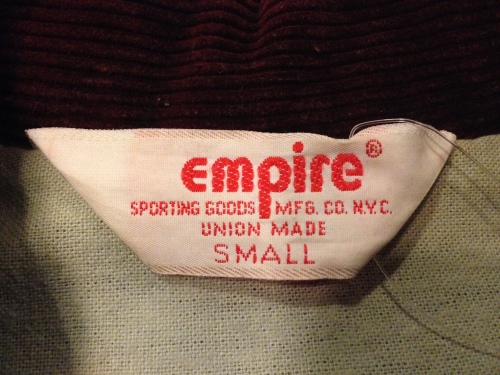 empire®
SPORTING GOODS MFG. CO. N.Y.C.
UNION MADE
SMALL